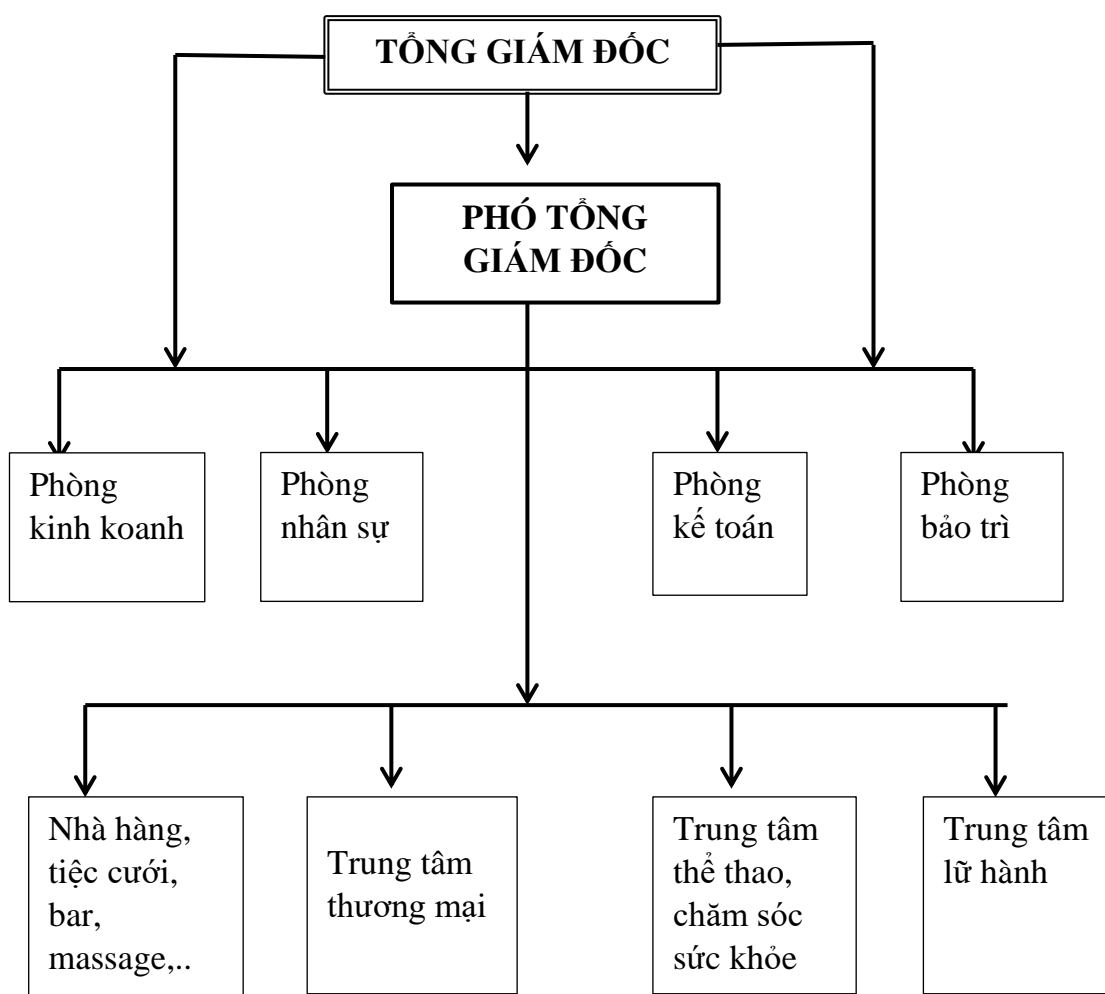 TỔNG GIÁM ĐỐC
PHÓ TỔNG
GIÁM ĐỐC
Phòng
kinh koanh
Phòng
nhân sự
Phòng
kế toán
Phòng
bảo trì
Nhà hàng,
tiệc cưới,
bar,
massage,..
Trung tâm
thương mại
Trung tâm
thể thao,
chăm sóc
sức khỏe
Trung tâm
lữ hành